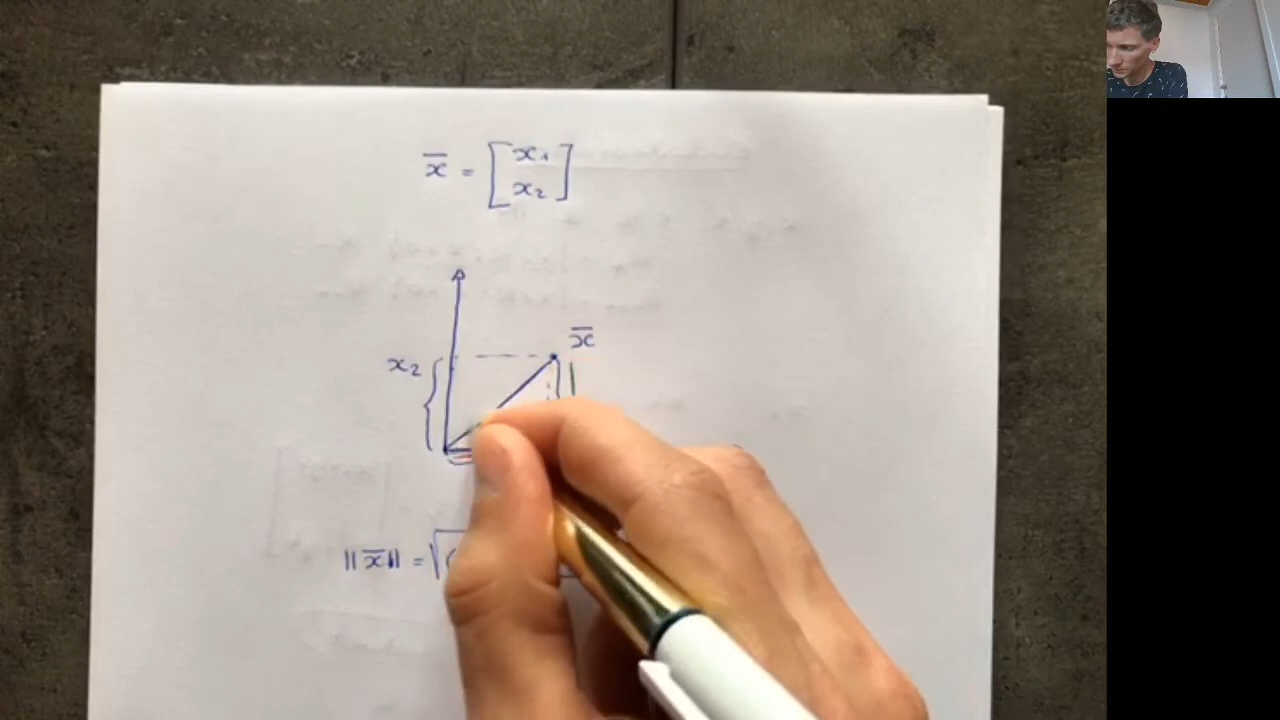 x̄ = [x₁
x₂]
x̄
x₂
||x̄|| = √(